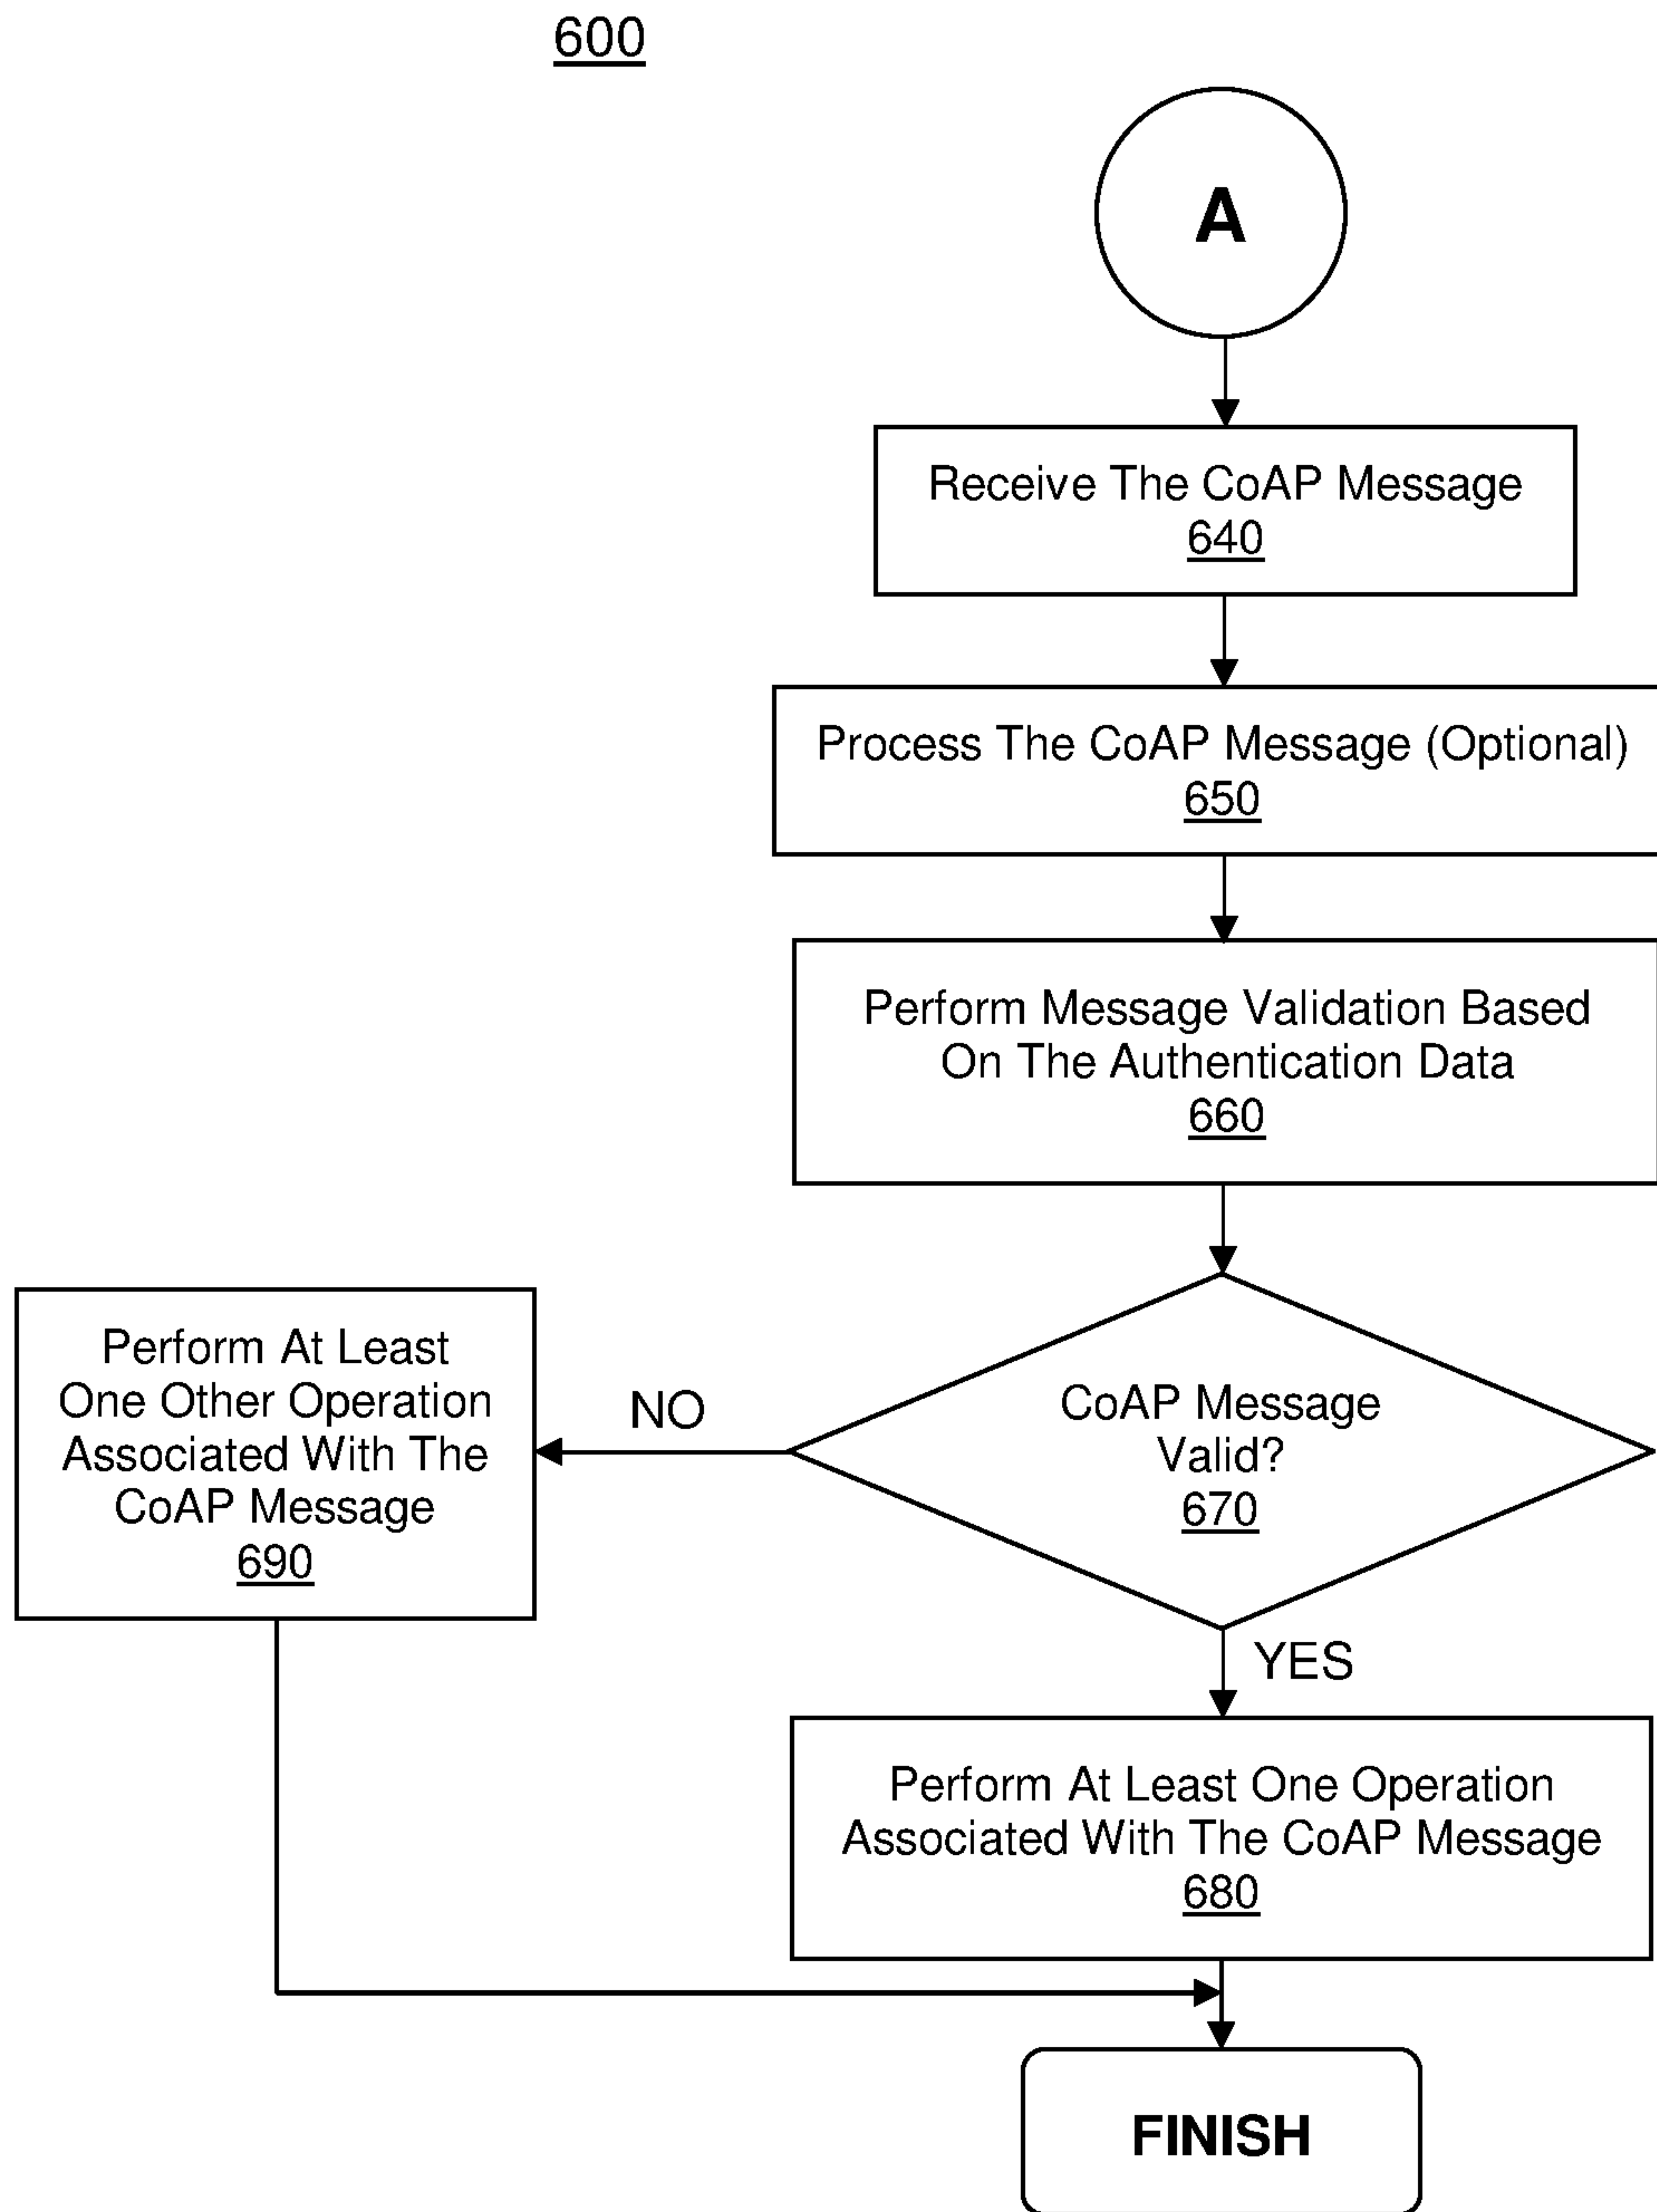 600
A
Receive The CoAP Message
640
Process The CoAP Message (Optional)
650
Perform Message Validation Based
On The Authentication Data
660
CoAP Message
Valid?
670
NO
Perform At Least
One Other Operation
Associated With The
CoAP Message
690
YES
Perform At Least One Operation
Associated With The CoAP Message
680
FINISH